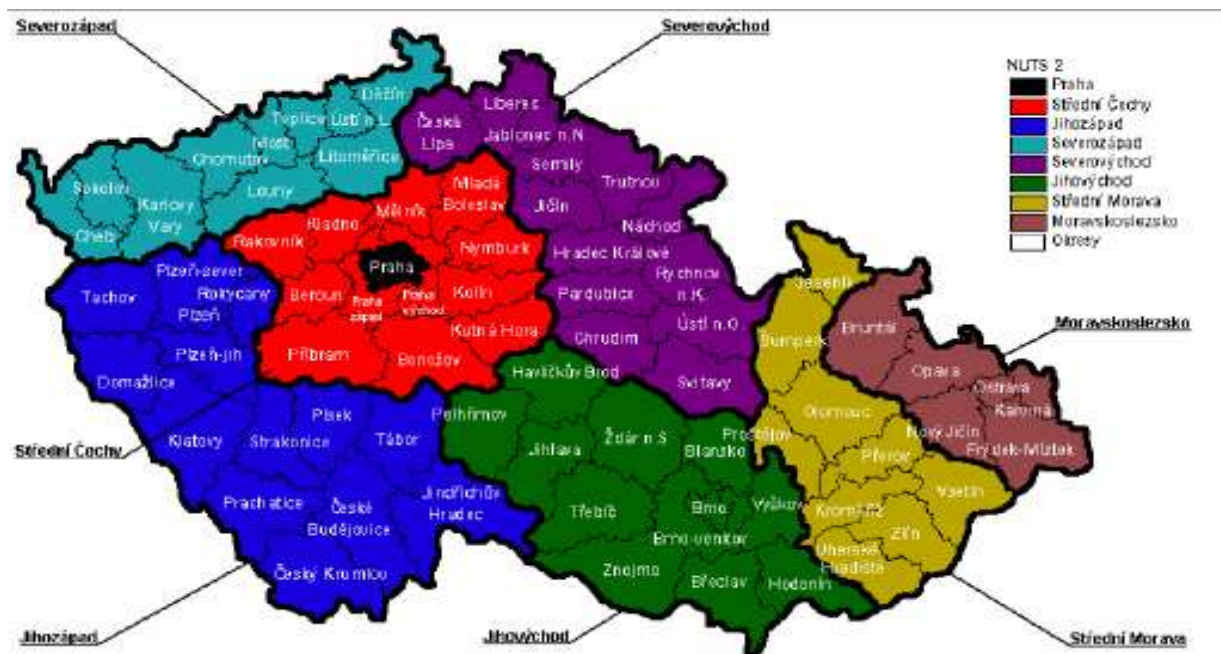 Severozápad
Severovýchod
NUTS 2
Praha
Střední Čechy
Jihozápad
Severozápad
Severovýchod
Jihovýchod
Střední Morava
Moravskoslezsko
Okresy
Děžín
Teplice
Ústí n L.
Most
Chomutov
Litoměřice
Louny
Sokolov
Karlovy
Vary
Cheb
Česká
Lípa
Liberec
Jablonec n.N
Semily
Trutnov
Jičín
Náchod
Hradec Králové
Rychnov
n.K.
Pardubice
Ústí n.O.
Chrudim
Svitavy
Mladá
Boleslav
Mělník
Kladno
Rakovník
Nymburk
Praha
Beroun
Praha
západ
Praha
východ
Kolín
Kutná Hora
Příbram
Benešov
Plzeň-sever
Tachov
Rokycany
Plzeň
Plzeň-jih
Domažlice
Klatovy
Písek
Strakonice
Tábor
Prachatice
České
Budějovice
Jindřichův
Hradec
Český Krumlov
Havlíčkův Brod
Pelhřimov
Jihlava
Ždár n S
Blansko
Třebíč
Brno
Vyškov
Brno-venkov
Znojmo
Břeclav
Hodonín
Jeseník
Šumperk
Olomouc
Prostějov
Přerov
Vsetín
Kroměříž
Zlín
Uherské
Hradiště
Bruntál
Opava
Ostrava
Karviná
Nový Jičín
Frýdek-Místek
Moravskoslezsko
Střední Čechy
Jihozápad
Jihovýchod
Střední Morava